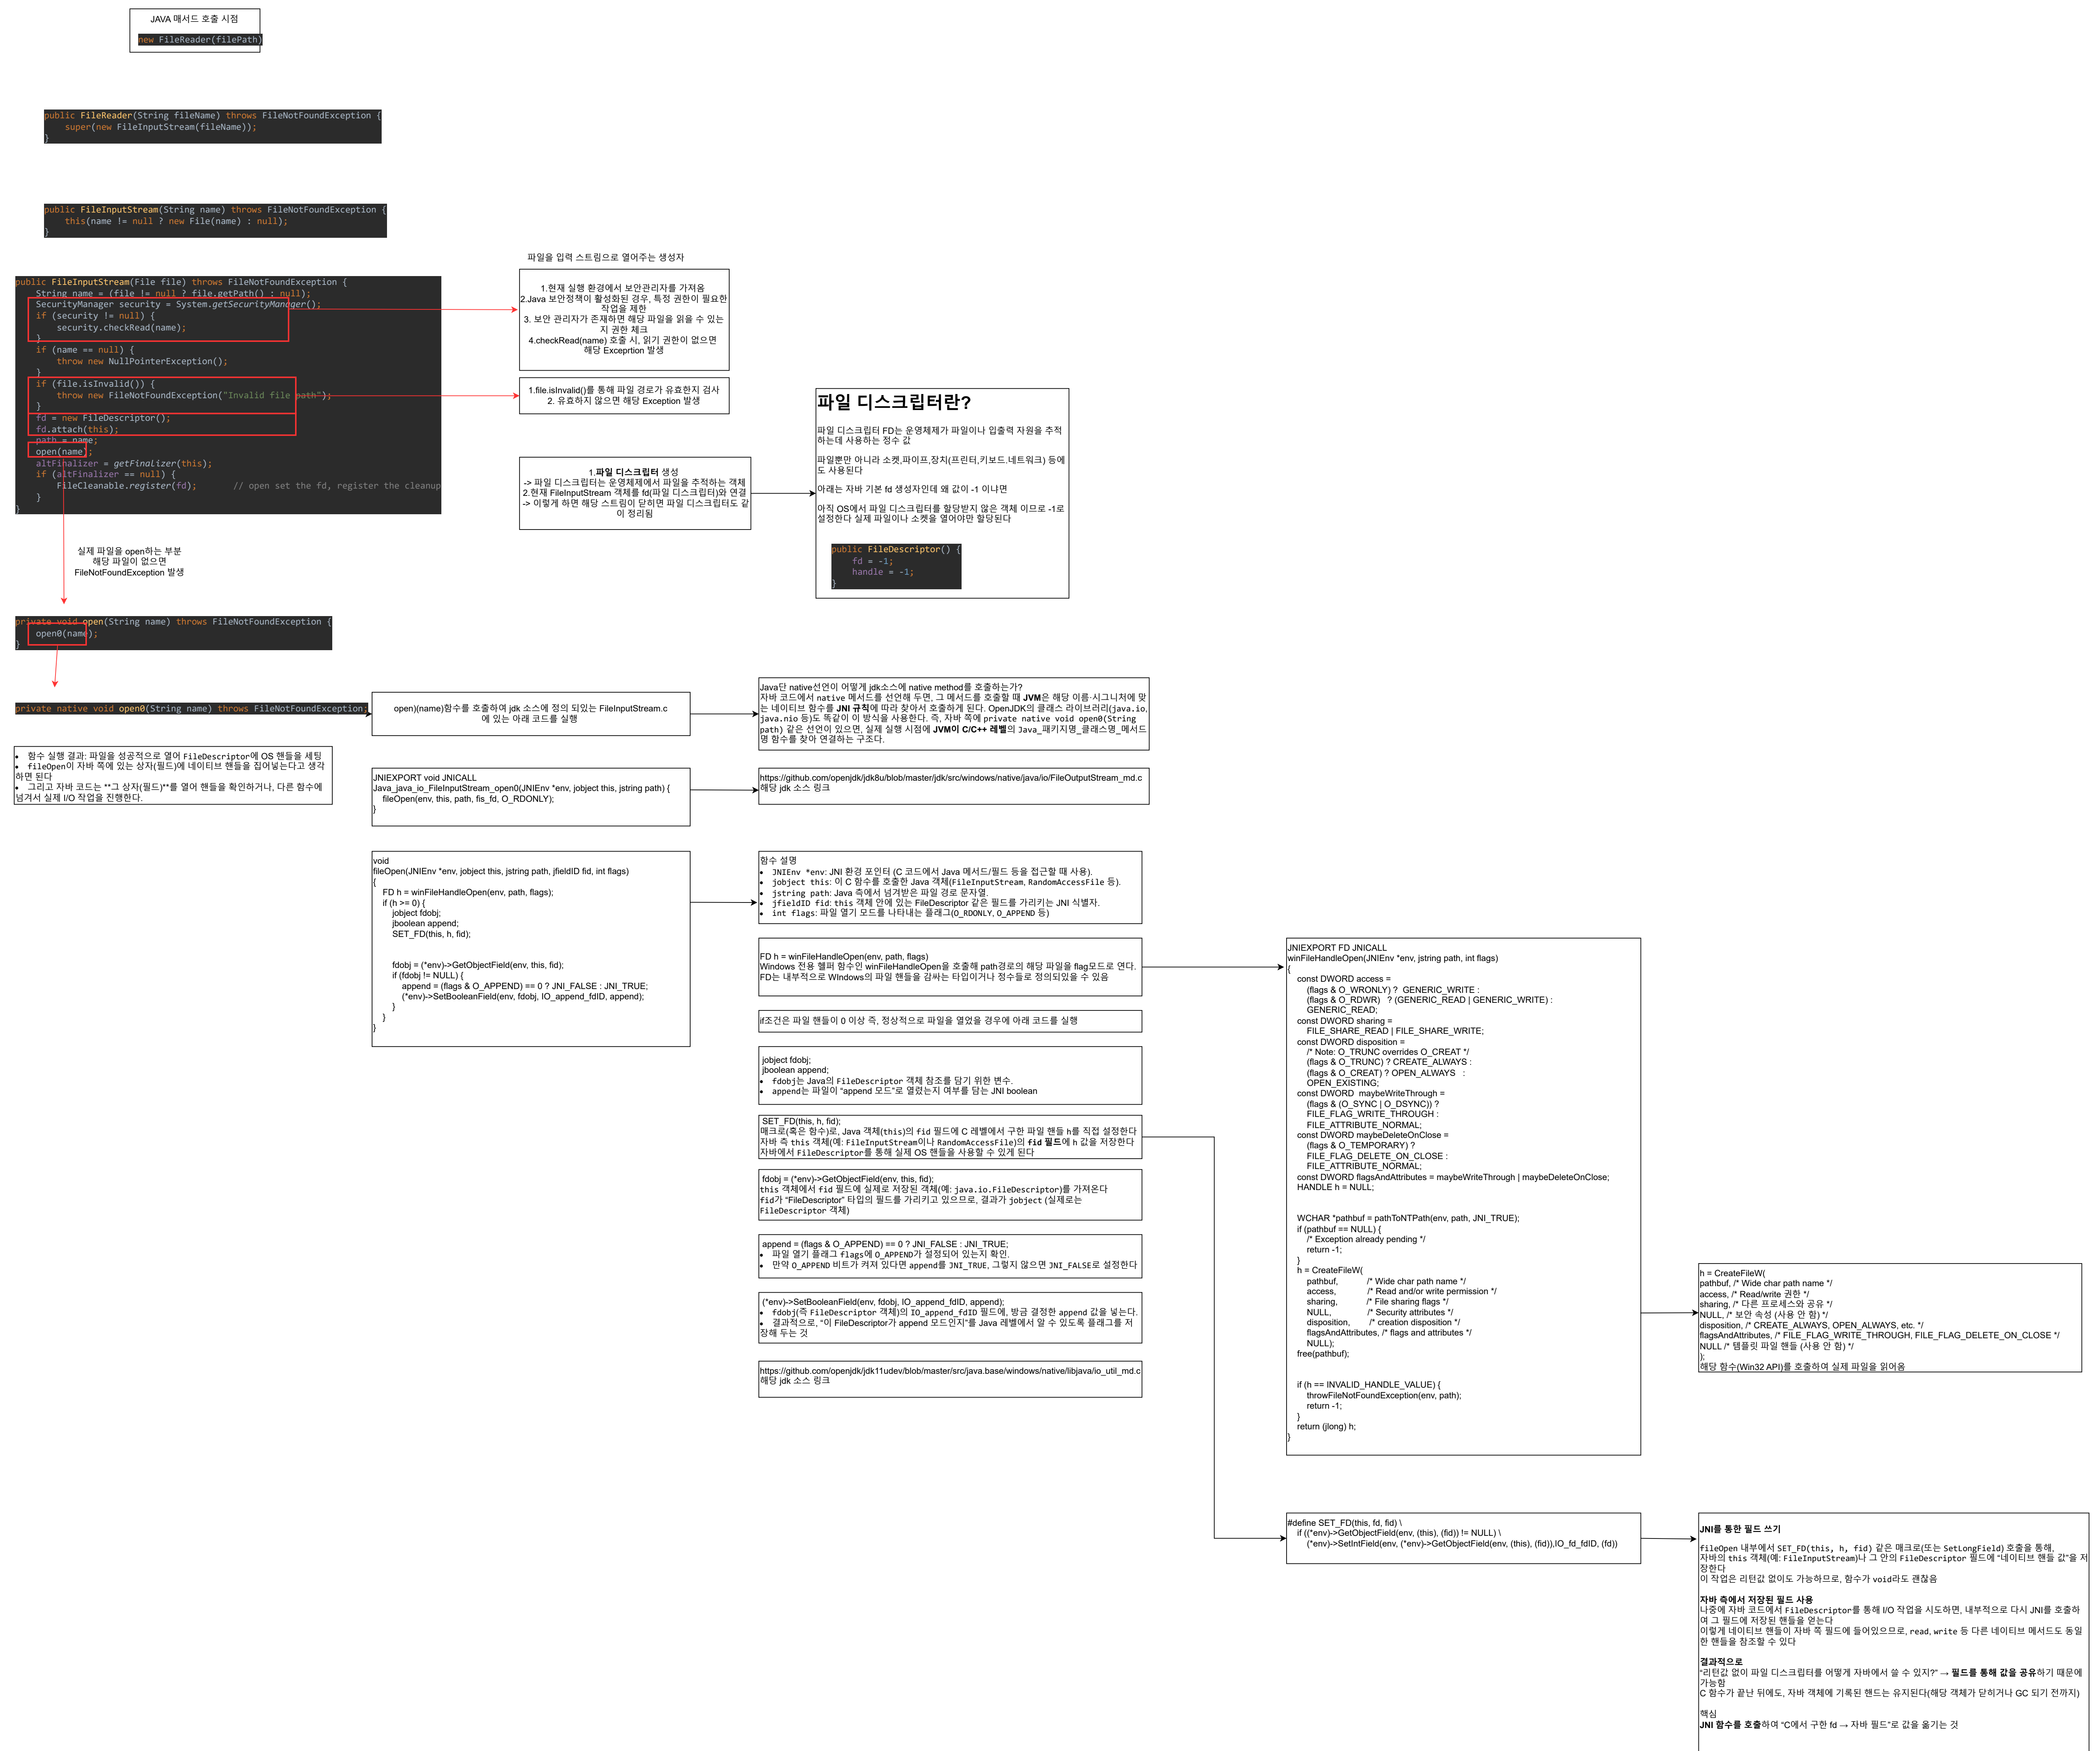 JAVA 매서드 호출 시점
new FileReader(filePath)
public FileReader(String fileName) throws FileNotFoundException {
super(new FileInputStream(fileName));
}
public FileInputStream(String name) throws FileNotFoundException {
this(name != null ? new File(name) : null);
}
public FileInputStream(File file) throws FileNotFoundException {
String name = (file != null ? file.getPath() : null);
SecurityManager security = System.getSecurityManager();
if (security != null) {
security.checkRead(name);
}
if (name == null) {
throw new NullPointerException();
}
if (file.isInvalid()) {
throw new FileNotFoundException("Invalid file path");
}
fd = new FileDescriptor();
fd.attach(this);
path = name;
open(name);
altFinalizer = getFinalizer(this);
if (altFinalizer == null) {
FileCleanable.register(fd);       // open set the fd, register the cleanup
}
}
파일을 입력 스트림으로 열어주는 생성자
1.현재 실행 환경에서 보안관리자를 가져옴
2.Java 보안정책이 활성화된 경우, 특정 권한이 필요한
작업을 제한
3. 보안 관리자가 존재하면 해당 파일을 읽을 수 있는
지 권한 체크
4.checkRead(name) 호출 시, 읽기 권한이 없으면
해당 Exceprtion 발생
1.file.isInvalid()를 통해 파일 경로가 유효한지 검사
2. 유효하지 않으면 해당 Exception 발생
1.파일 디스크립터 생성
-> 파일 디스크립터는 운영체제에서 파일을 추적하는 객체
2.현재 FileInputStream 객체를 fd(파일 디스크립터)와 연결
-> 이렇게 하면 해당 스트림이 닫히면 파일 디스크립터도 같
이 정리됨
파일 디스크립터란?
파일 디스크립터 FD는 운영체제가 파일이나 입출력 자원을 추적
하는데 사용하는 정수 값
파일뿐만 아니라 소켓,파이프,장치(프린터,키보드.네트워크) 등에
도 사용된다
아래는 자바 기본 fd 생성자인데 왜 값이 -1 이냐면
아직 OS에서 파일 디스크립터를 할당받지 않은 객체 이므로 -1로
설정한다 실제 파일이나 소켓을 열어야만 할당된다
public FileDescriptor() {
fd = -1;
handle = -1;
}
실제 파일을 open하는 부분
해당 파일이 없으면
FileNotFoundException 발생
private void open(String name) throws FileNotFoundException {
open0(name);
}
private native void open0(String name) throws FileNotFoundException;
• 함수 실행 결과: 파일을 성공적으로 열어 FileDescriptor에 OS 핸들을 세팅
• fileOpen이 자바 쪽에 있는 상자(필드)에 네이티브 핸들을 집어넣는다고 생각
하면 된다
• 그리고 자바 코드는 **그 상자(필드)**를 열어 핸들을 확인하거나, 다른 함수에
넘겨서 실제 I/O 작업을 진행한다.
open)(name)함수를 호출하여 jdk 소스에 정의 되있는 FileInputStream.c
에 있는 아래 코드를 실행
Java단 native선언이 어떻게 jdk소스에 native method를 호출하는가?
자바 코드에서 native 메서드를 선언해 두면, 그 메서드를 호출할 때 JVM은 해당 이름·시그니처에 맞
는 네이티브 함수를 JNI 규칙에 따라 찾아서 호출하게 된다. OpenJDK의 클래스 라이브러리(java.io,
java.nio 등)도 똑같이 이 방식을 사용한다. 즉, 자바 쪽에 private native void open0(String
path) 같은 선언이 있으면, 실제 실행 시점에 JVM이 C/C++ 레벨의 Java_패키지명_클래스명_메서드
명 함수를 찾아 연결하는 구조다.
JNIEXPORT void JNICALL
Java_java_io_FileInputStream_open0(JNIEnv *env, jobject this, jstring path) {
fileOpen(env, this, path, fis_fd, O_RDONLY);
}
https://github.com/openjdk/jdk8u/blob/master/jdk/src/windows/native/java/io/FileOutputStream_md.c
해당 jdk 소스 링크
void
fileOpen(JNIEnv *env, jobject this, jstring path, jfieldID fid, int flags)
{
FD h = winFileHandleOpen(env, path, flags);
if (h >= 0) {
jobject fdobj;
jboolean append;
SET_FD(this, h, fid);
fdobj = (*env)->GetObjectField(env, this, fid);
if (fdobj != NULL) {
append = (flags & O_APPEND) == 0 ? JNI_FALSE : JNI_TRUE;
(*env)->SetBooleanField(env, fdobj, IO_append_fdID, append);
}
}
}
함수 설명
• JNIEnv *env: JNI 환경 포인터 (C 코드에서 Java 메서드/필드 등을 접근할 때 사용).
• jobject this: 이 C 함수를 호출한 Java 객체(FileInputStream, RandomAccessFile 등).
• jstring path: Java 측에서 넘겨받은 파일 경로 문자열.
• jfieldID fid: this 객체 안에 있는 FileDescriptor 같은 필드를 가리키는 JNI 식별자.
• int flags: 파일 열기 모드를 나타내는 플래그(O_RDONLY, O_APPEND 등)
FD h = winFileHandleOpen(env, path, flags)
Windows 전용 헬퍼 함수인 winFileHandleOpen을 호출해 path경로의 해당 파일을 flag모드로 연다.
FD는 내부적으로 WIndows의 파일 핸들을 감싸는 타입이거나 정수들로 정의되있을 수 있음
if조건은 파일 핸들이 0 이상 즉, 정상적으로 파일을 열었을 경우에 아래 코드를 실행
jobject fdobj;
jboolean append;
• fdobj는 Java의 FileDescriptor 객체 참조를 담기 위한 변수.
• append는 파일이 “append 모드”로 열렸는지 여부를 담는 JNI boolean
SET_FD(this, h, fid);
매크로(혹은 함수)로, Java 객체(this)의 fid 필드에 C 레벨에서 구한 파일 핸들 h를 직접 설정한다
자바 즉 this 객체(예: FileInputStream이나 RandomAccessFile)의 fid 필드에 h 값을 저장한다
자바에서 FileDescriptor를 통해 실제 OS 핸들을 사용할 수 있게 된다
fdobj = (*env)->GetObjectField(env, this, fid);
this 객체에서 fid 필드에 실제로 저장된 객체(예: java.io.FileDescriptor)를 가져온다
fid가 “FileDescriptor” 타입의 필드를 가리키고 있으므로, 결과가 jobject (실제로는
FileDescriptor 객체)
append = (flags & O_APPEND) == 0 ? JNI_FALSE : JNI_TRUE;
• 파일 열기 플래그 flags에 O_APPEND가 설정되어 있는지 확인.
• 만약 O_APPEND 비트가 켜져 있다면 append를 JNI_TRUE, 그렇지 않으면 JNI_FALSE로 설정한다
(*env)->SetBooleanField(env, fdobj, IO_append_fdID, append);
• fdobj(즉 FileDescriptor 객체)의 IO_append_fdID 필드에, 방금 결정한 append 값을 넣는다.
• 결과적으로, “이 FileDescriptor가 append 모드인지”를 Java 레벨에서 알 수 있도록 플래그를 저
장해 두는 것
https://github.com/openjdk/jdk11udev/blob/master/src/java.base/windows/native/libjava/io_util_md.c
해당 jdk 소스 링크
JNIEXPORT FD JNICALL
winFileHandleOpen(JNIEnv *env, jstring path, int flags)
{
const DWORD access =
(flags & O_WRONLY) ?  GENERIC_WRITE :
(flags & O_RDWR)   ? (GENERIC_READ | GENERIC_WRITE) :
GENERIC_READ;
const DWORD sharing =
FILE_SHARE_READ | FILE_SHARE_WRITE;
const DWORD disposition =
/* Note: O_TRUNC overrides O_CREAT */
(flags & O_TRUNC) ? CREATE_ALWAYS :
(flags & O_CREAT) ? OPEN_ALWAYS   :
OPEN_EXISTING;
const DWORD  maybeWriteThrough =
(flags & (O_SYNC | O_DSYNC)) ?
FILE_FLAG_WRITE_THROUGH :
FILE_ATTRIBUTE_NORMAL;
const DWORD maybeDeleteOnClose =
(flags & O_TEMPORARY) ?
FILE_FLAG_DELETE_ON_CLOSE :
FILE_ATTRIBUTE_NORMAL;
const DWORD flagsAndAttributes = maybeWriteThrough | maybeDeleteOnClose;
HANDLE h = NULL;
WCHAR *pathbuf = pathToNTPath(env, path, JNI_TRUE);
if (pathbuf == NULL) {
/* Exception already pending */
return -1;
}
h = CreateFileW(
pathbuf,            /* Wide char path name */
access,             /* Read and/or write permission */
sharing,            /* File sharing flags */
NULL,               /* Security attributes */
disposition,        /* creation disposition */
flagsAndAttributes, /* flags and attributes */
NULL);
free(pathbuf);
if (h == INVALID_HANDLE_VALUE) {
throwFileNotFoundException(env, path);
return -1;
}
return (jlong) h;
}
h = CreateFileW(
pathbuf, /* Wide char path name */
access, /* Read/write 권한 */
sharing, /* 다른 프로세스와 공유 */
NULL, /* 보안 속성 (사용 안 함) */
disposition, /* CREATE_ALWAYS, OPEN_ALWAYS, etc. */
flagsAndAttributes, /* FILE_FLAG_WRITE_THROUGH, FILE_FLAG_DELETE_ON_CLOSE */
NULL /* 템플릿 파일 핸들 (사용 안 함) */
);
해당 함수(Win32 API)를 호출하여 실제 파일을 읽어옴
#define SET_FD(this, fd, fid) \
if ((*env)->GetObjectField(env, (this), (fid)) != NULL) \
(*env)->SetIntField(env, (*env)->GetObjectField(env, (this), (fid)),IO_fd_fdID, (fd))
JNI를 통한 필드 쓰기
fileOpen 내부에서 SET_FD(this, h, fid) 같은 매크로(또는 SetLongField) 호출을 통해,
자바의 this 객체(예: FileInputStream)나 그 안의 FileDescriptor 필드에 “네이티브 핸들 값”을 저
장한다
이 작업은 리턴값 없이도 가능하므로, 함수가 void라도 괜찮음
자바 측에서 저장된 필드 사용
나중에 자바 코드에서 FileDescriptor를 통해 I/O 작업을 시도하면, 내부적으로 다시 JNI를 호출하
여 그 필드에 저장된 핸들을 얻는다
이렇게 네이티브 핸들이 자바 쪽 필드에 들어있으므로, read, write 등 다른 네이티브 메서드도 동일
한 핸들을 참조할 수 있다
결과적으로
“리턴값 없이 파일 디스크립터를 어떻게 자바에서 쓸 수 있지?” → 필드를 통해 값을 공유하기 때문에
가능함
C 함수가 끝난 뒤에도, 자바 객체에 기록된 핸드는 유지된다(해당 객체가 닫히거나 GC 되기 전까지)
핵심
JNI 함수를 호출하여 “C에서 구한 fd → 자바 필드”로 값을 옮기는 것